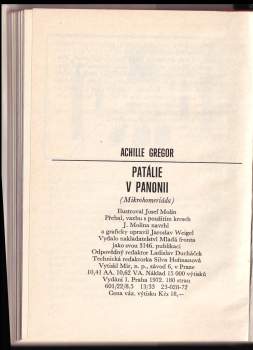 ACHILLE GREGOR
PATÁLIE
V PANONII
(Mikrohomeriáda)
Ilustroval Josef Molín
Přebal, vazbu s použitím kreseb
J. Molína navrhl
a graficky upravil Jaroslav Weigel
Vydalo nakladatelství Mladá fronta
jako svou 3146. publikaci
Odpovědný redaktor Ladislav Ducháček
Technická redaktorka Silva Hofmanová
Vytiskl Mír, n. p., závod 6, v Praze
10,41 AA. 10,62 VA. Náklad 15 000 výtisků
Vydání 1. Praha 1972. 180 stran
601/22/8.5 13/33 23-028-72
Cena váz. výtisku Kčs 18,—